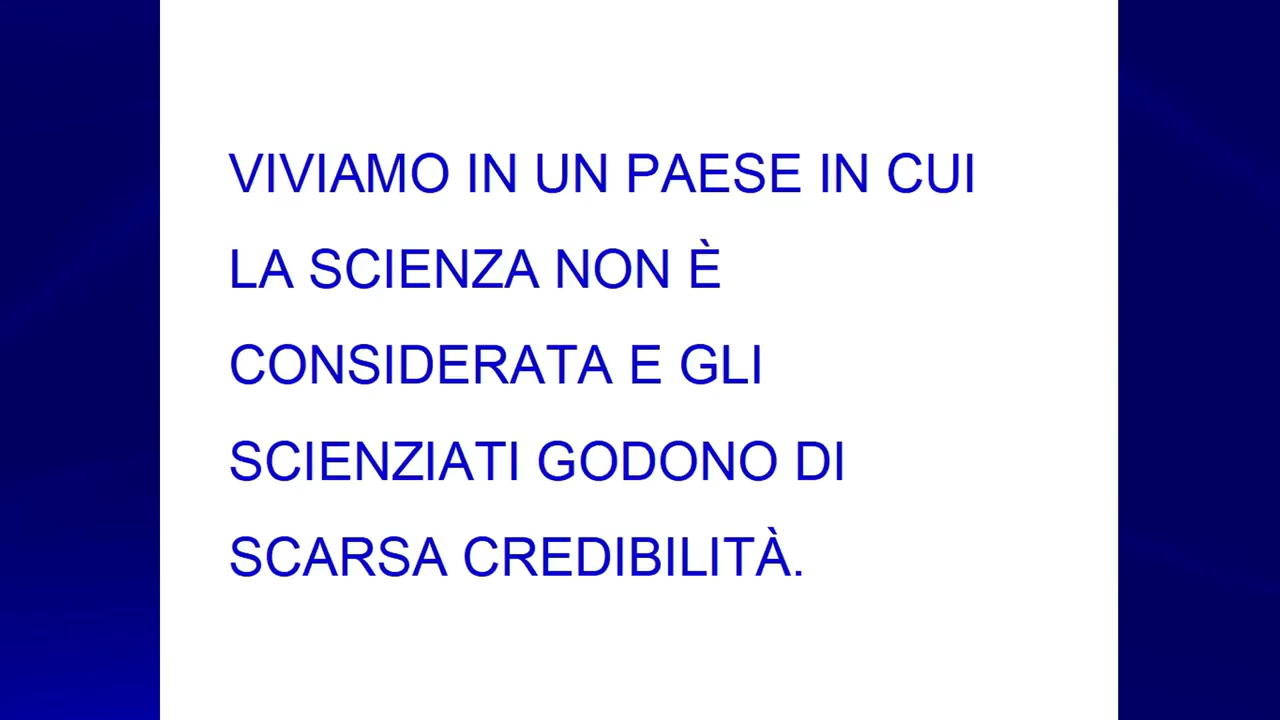 VIVIAMO IN UN PAESE IN CUI
LA SCIENZA NON È
CONSIDERATA E GLI
SCIENZIATI GODONO DI
SCARSA CREDIBILITÀ.